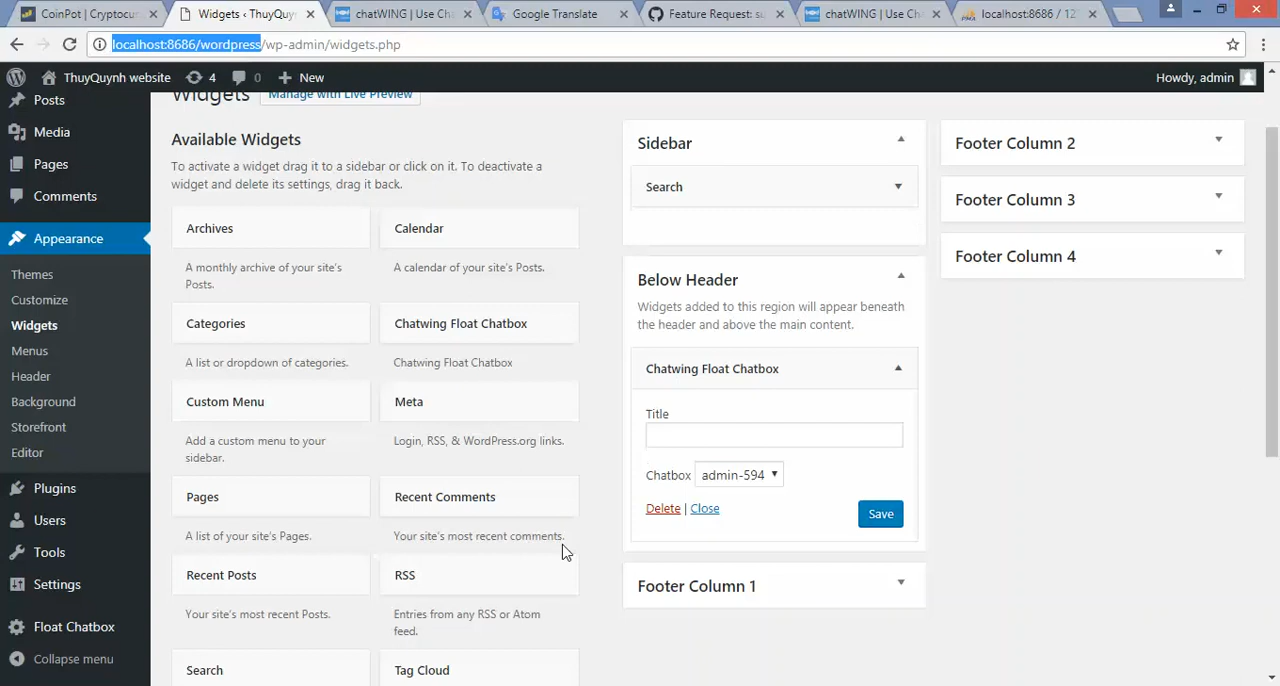 CoinPot | Cryptocu
Widgets ‹ ThuyQuyn
chatWING | Use Ch
Google Translate
Feature Request: su
chatWING | Use Ch
localhost:8686 / 12
localhost:8686/wordpress/wp-admin/widgets.php
ThuyQuynh website
4
0
New
Howdy, admin
Posts
Media
Pages
Comments
Appearance
Themes
Customize
Widgets
Menus
Header
Background
Storefront
Editor
Plugins
Users
Tools
Settings
Float Chatbox
Collapse menu
Widgets
Manage with Live Preview
Available Widgets
To activate a widget drag it to a sidebar or click on it. To deactivate a
widget and delete its settings, drag it back.
Archives
A monthly archive of your site's
Posts.
Calendar
A calendar of your site's Posts.
Categories
A list or dropdown of categories.
Chatwing Float Chatbox
Chatwing Float Chatbox
Custom Menu
Add a custom menu to your
sidebar.
Meta
Login, RSS, & WordPress.org links.
Pages
A list of your site's Pages.
Recent Comments
Your site's most recent comments.
Recent Posts
Your site's most recent Posts.
RSS
Entries from any RSS or Atom
feed.
Search
Tag Cloud
Sidebar
Search
Below Header
Widgets added to this region will appear beneath
the header and above the main content.
Chatwing Float Chatbox
Title
Chatbox admin-594
Delete | Close
Save
Footer Column 1
Footer Column 2
Footer Column 3
Footer Column 4